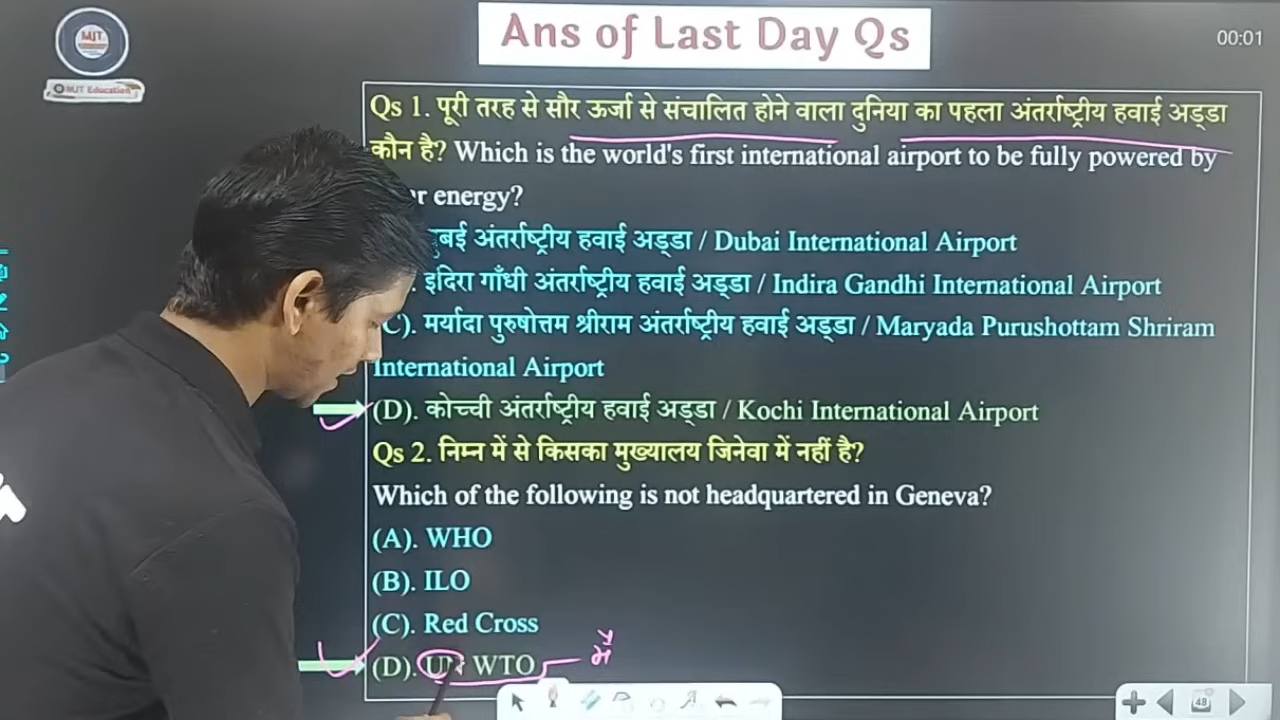 Ans of Last Day Qs
00:01
MJT
MJT Education
Qs 1. पूरी तरह से सौर ऊर्जा से संचालित होने वाला दुनिया का पहला अंतर्राष्ट्रीय हवाई अड्डा
कौन है? Which is the world's first international airport to be fully powered by
energy?
अंतर्राष्ट्रीय हवाई अड्डा / Dubai International Airport
इंदिरा गाँधी अंतर्राष्ट्रीय हवाई अड्डा / Indira Gandhi International Airport
C). मर्यादा पुरुषोत्तम श्रीराम अंतर्राष्ट्रीय हवाई अड्डा / Maryada Purushottam Shriram
International Airport
(D). कोच्ची अंतर्राष्ट्रीय हवाई अड्डा / Kochi International Airport
Qs 2. निम्न में से किसका मुख्यालय जिनेवा में नहीं है?
Which of the following is not headquartered in Geneva?
(A). WHO
(B). ILO
(C). Red Cross
(D). UN WTO
48